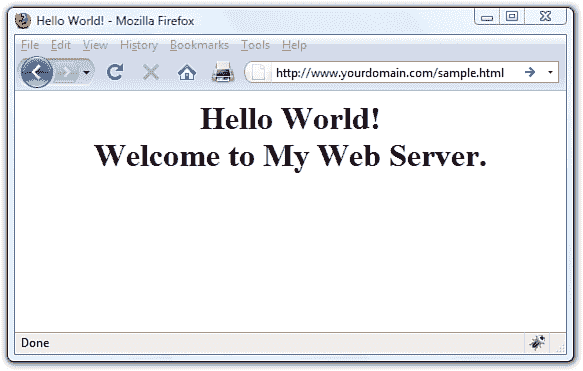 Hello World! - Mozilla Firefox
File Edit View History Bookmarks Tools Help
http://www.yourdomain.com/sample.html
Hello World!
Welcome to My Web Server.
Done